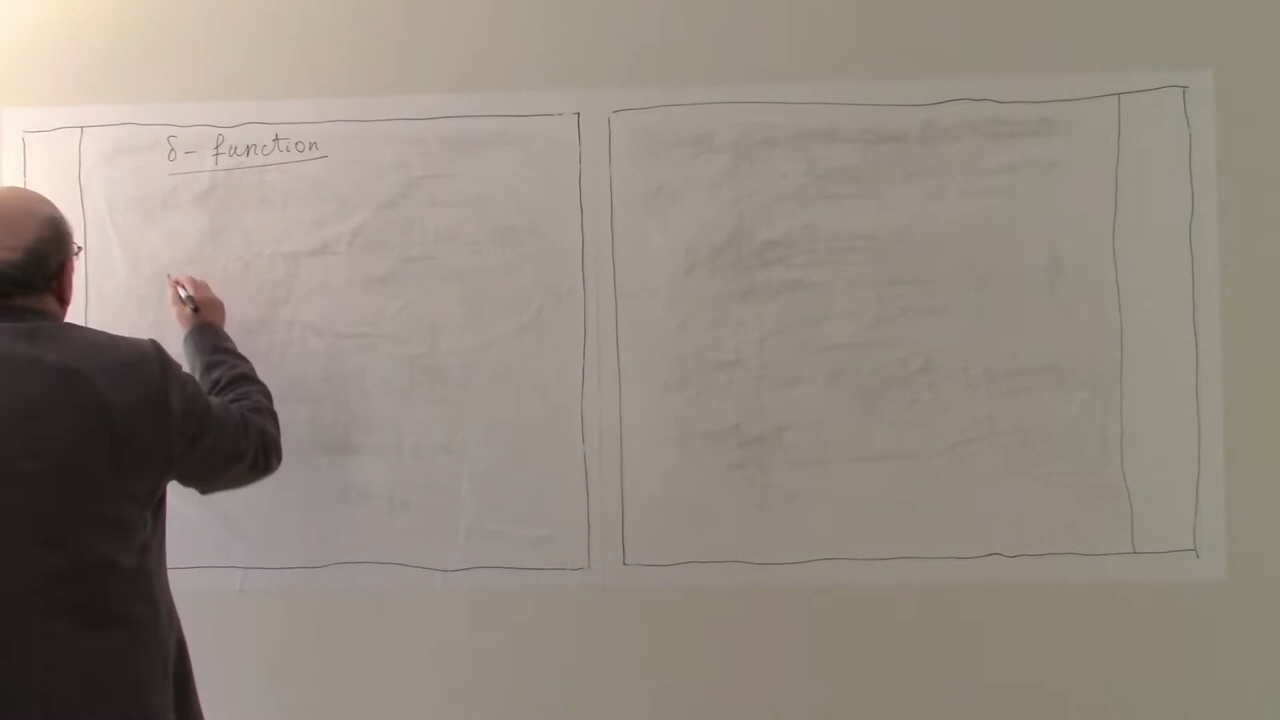 δ - function